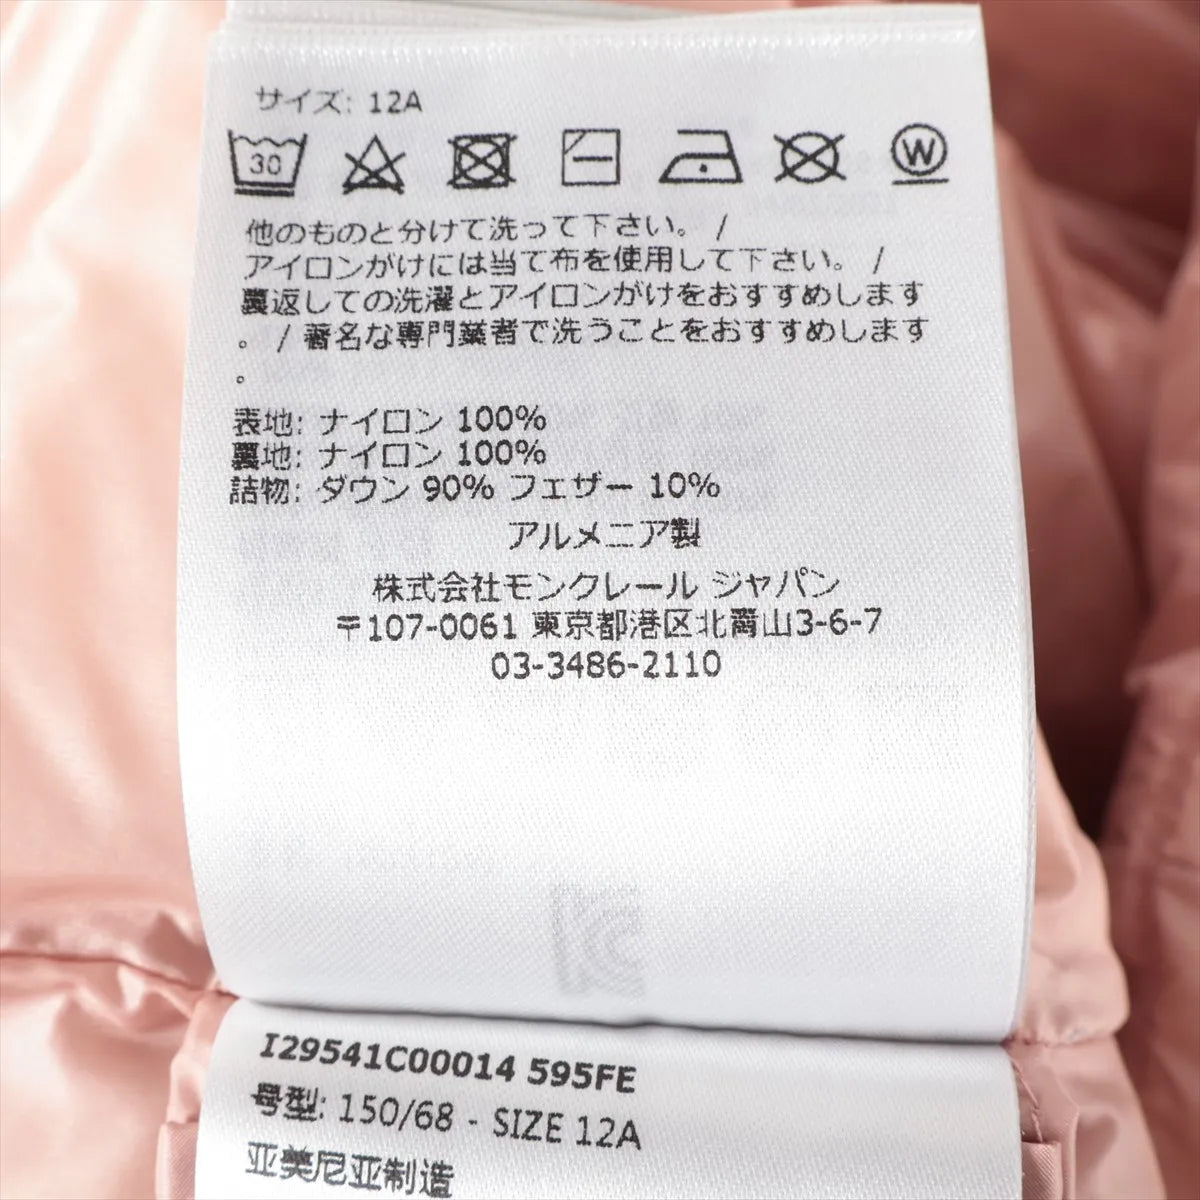 サイズ: 12A
30
W
他のものと分けて洗って下さい。 /
アイロンがけには当て布を使用して下さい。 /
裏返しての洗濯とアイロンがけをおすすめします
。 / 著名な専門業者で洗うことをおすすめします
。
表地: ナイロン 100%
裏地: ナイロン 100%
詰物: ダウン 90% フェザー 10%
アルメニア製
株式会社モンクレール ジャパン
〒107-0061 東京都港区北青山3-6-7
03-3486-2110
I29541C00014 595FE
号型: 150/68 - SIZE 12A
亚美尼亚制造